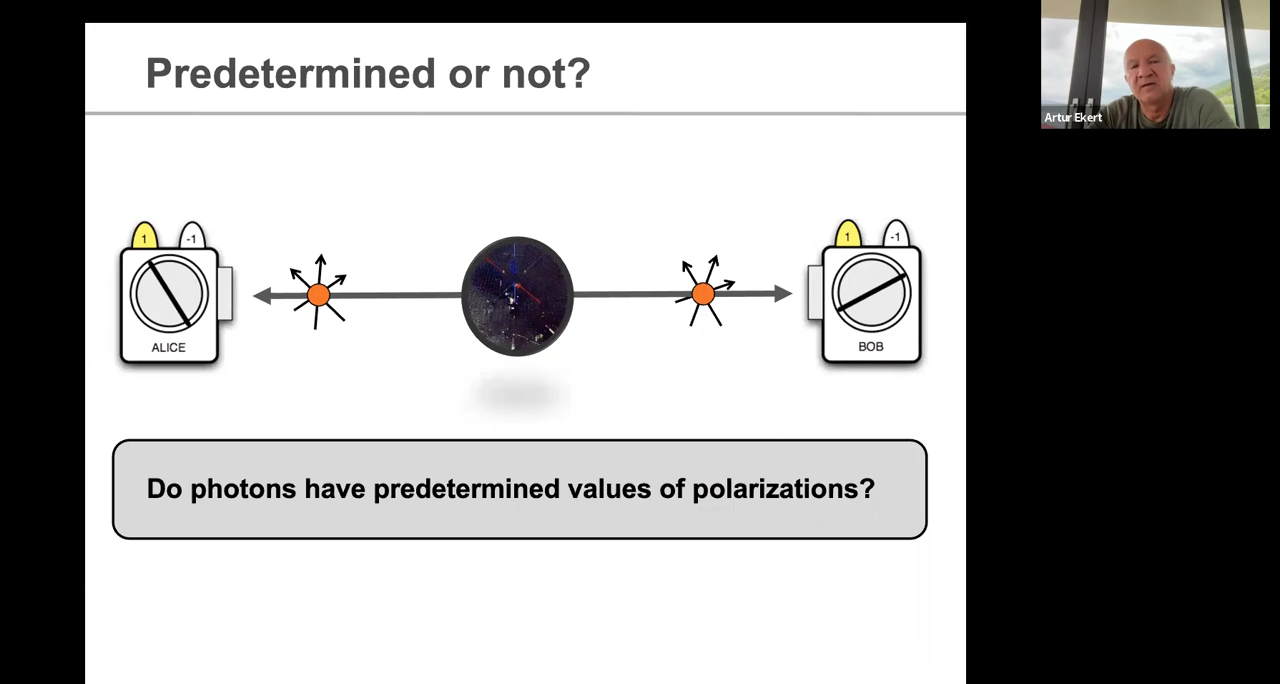 Predetermined or not?
Artur Ekert
1 -1
1 -1
ALICE
BOB
Do photons have predetermined values of polarizations?